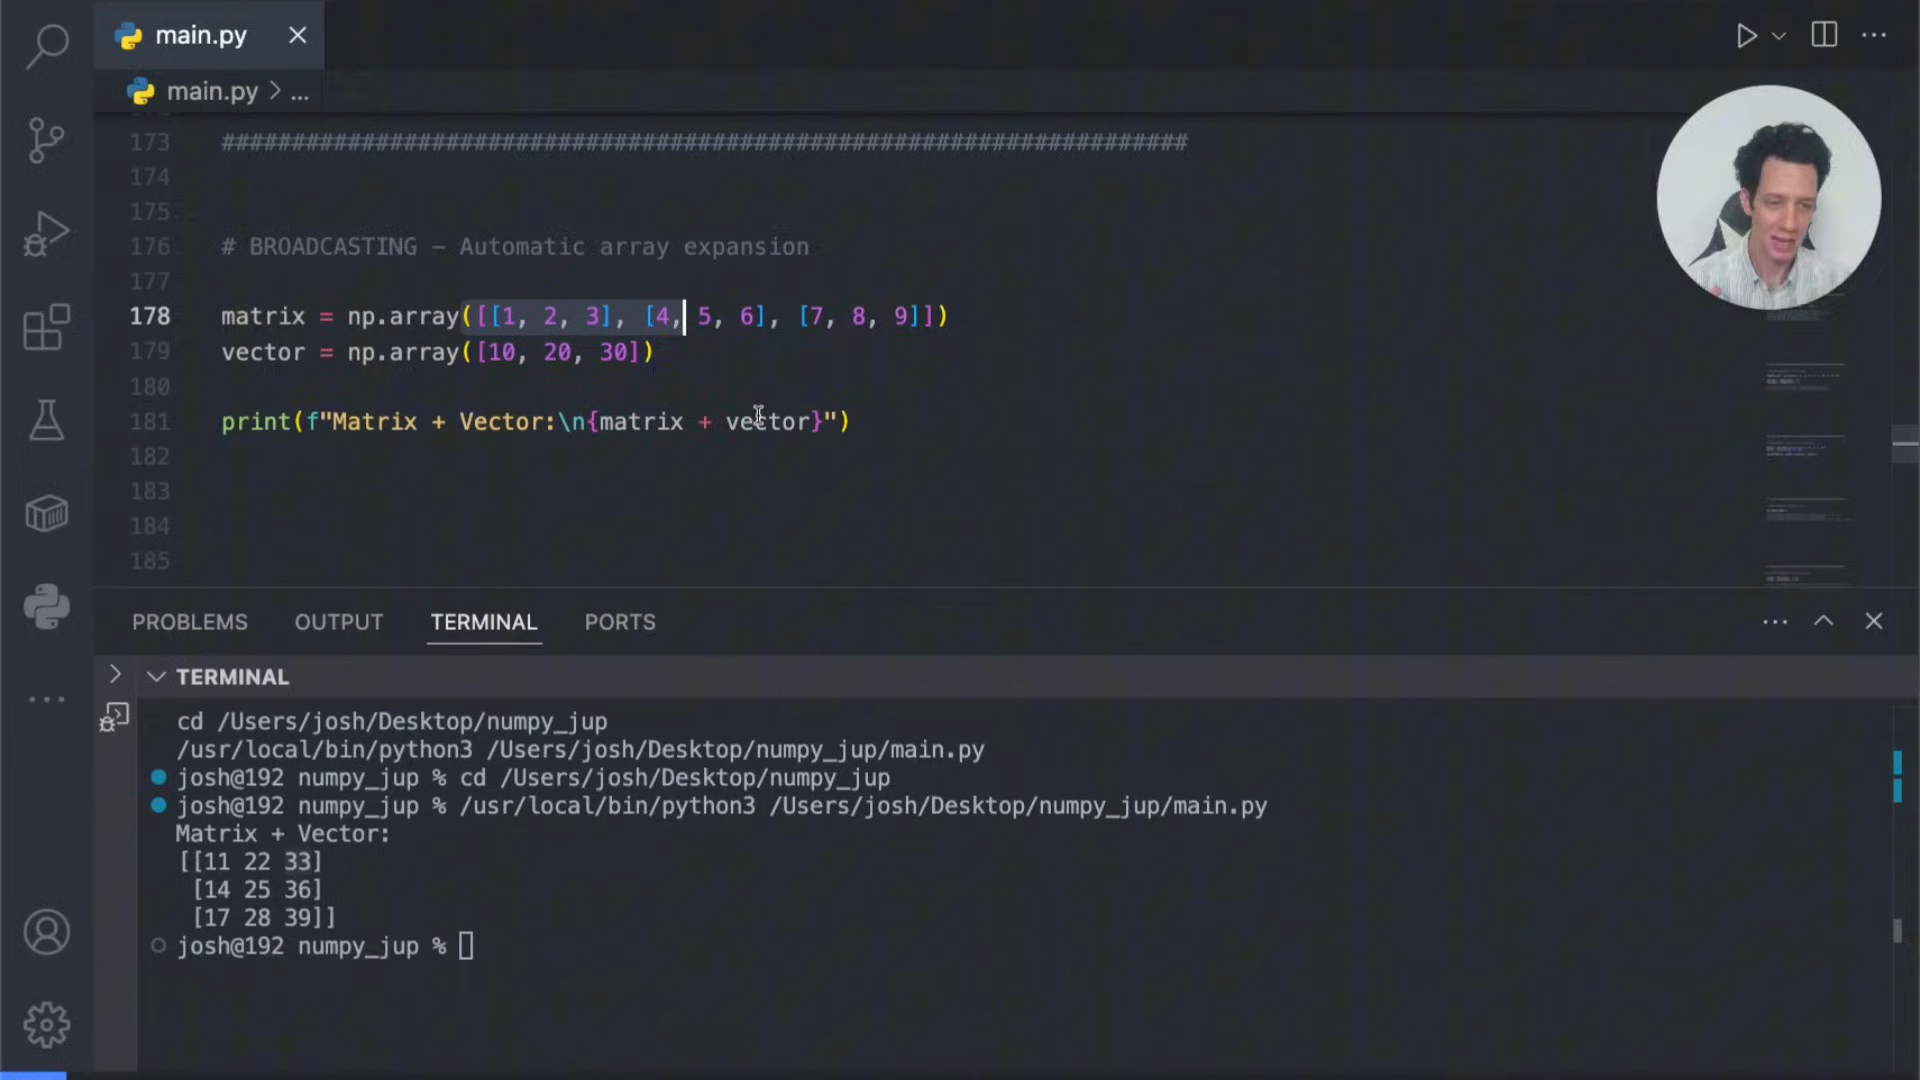 main.py
main.py > ...
173 ####################################################################
174
175
176 # BROADCASTING – Automatic array expansion
177
178 matrix = np.array([[1, 2, 3], [4, 5, 6], [7, 8, 9]])
179 vector = np.array([10, 20, 30])
180
181 print(f"Matrix + Vector:\n{matrix + vector}")
182
183
184
185
PROBLEMS OUTPUT TERMINAL PORTS
TERMINAL
cd /Users/josh/Desktop/numpy_jup
/usr/local/bin/python3 /Users/josh/Desktop/numpy_jup/main.py
josh@192 numpy_jup % cd /Users/josh/Desktop/numpy_jup
josh@192 numpy_jup % /usr/local/bin/python3 /Users/josh/Desktop/numpy_jup/main.py
Matrix + Vector:
[[11 22 33]
[14 25 36]
[17 28 39]]
josh@192 numpy_jup %